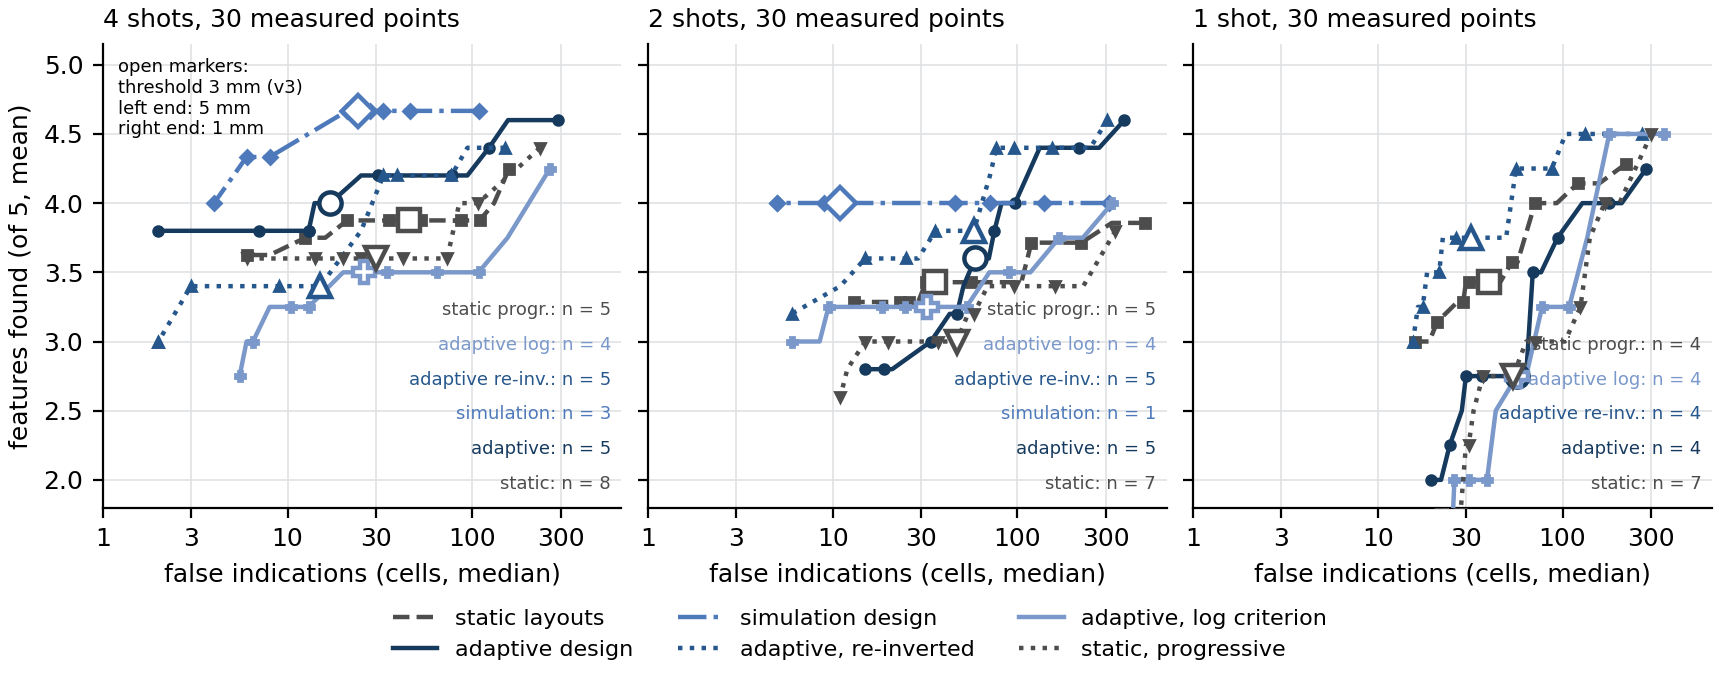 4 shots, 30 measured points
2 shots, 30 measured points
1 shot, 30 measured points
features found (of 5, mean)
5.0
4.5
4.0
3.5
3.0
2.5
2.0
open markers:
threshold 3 mm (v3)
left end: 5 mm
right end: 1 mm
static progr.: n = 5
adaptive log: n = 4
adaptive re-inv.: n = 5
simulation: n = 3
adaptive: n = 5
static: n = 8
1 3 10 30 100 300
false indications (cells, median)
static progr.: n = 5
adaptive log: n = 4
adaptive re-inv.: n = 5
simulation: n = 1
adaptive: n = 5
static: n = 7
1 3 10 30 100 300
false indications (cells, median)
static progr.: n = 4
adaptive log: n = 4
adaptive re-inv.: n = 4
adaptive: n = 4
static: n = 7
1 3 10 30 100 300
false indications (cells, median)
static layouts
adaptive design
simulation design
adaptive, re-inverted
adaptive, log criterion
static, progressive